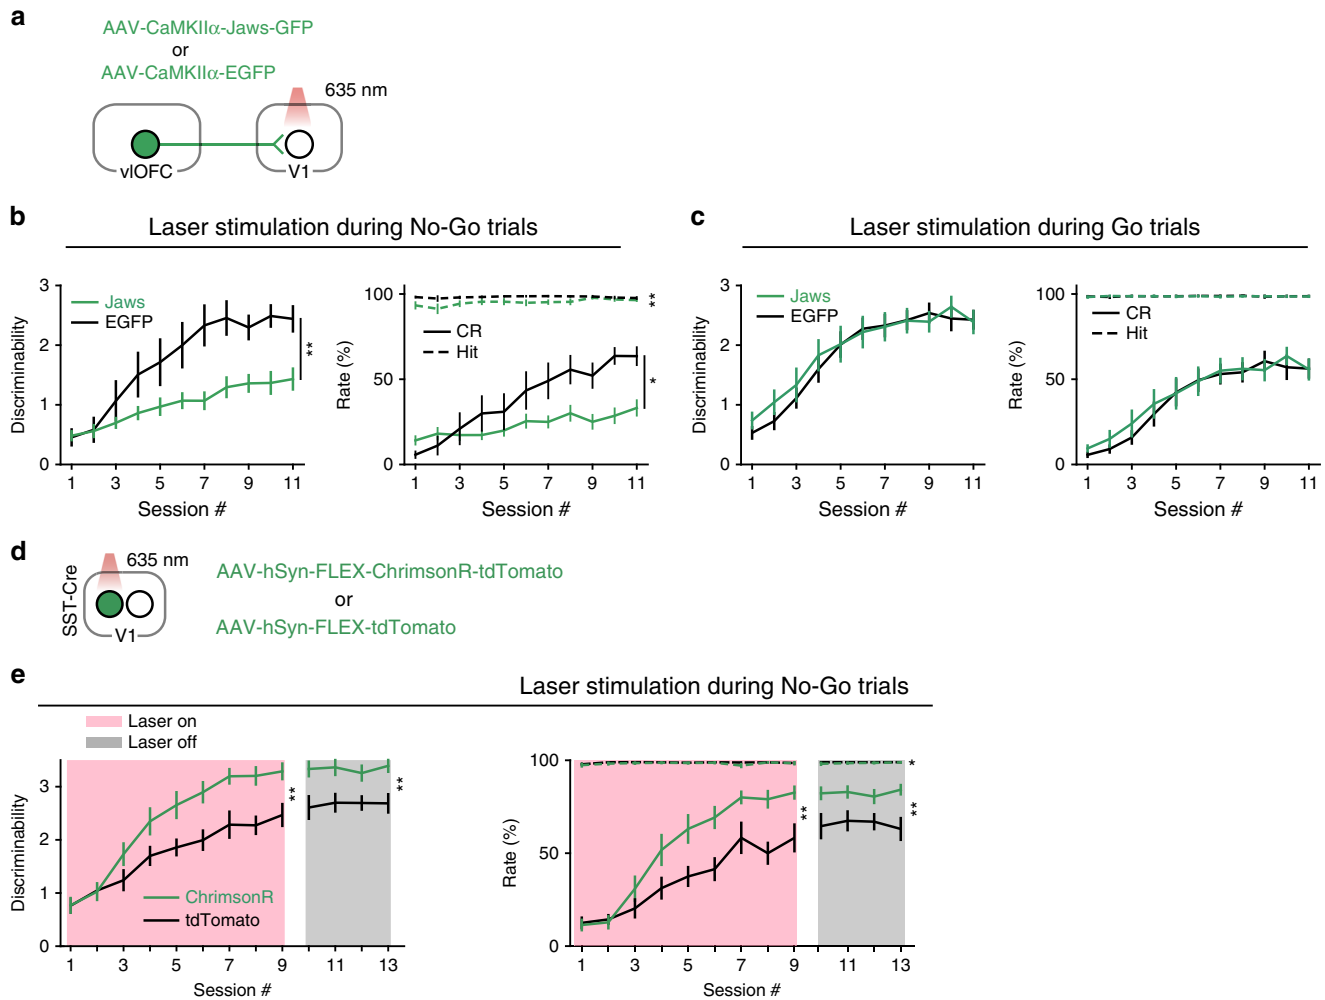 a
AAV-CaMKIIα-Jaws-GFP
or
AAV-CaMKIIα-EGFP
635 nm
vlOFC
V1
b
Laser stimulation during No-Go trials
3
2
1
0
Discriminability
Jaws
EGFP
**
1 3 5 7 9 11
Session #
100
50
0
Rate (%)
CR
Hit
**
*
1 3 5 7 9 11
Session #
c
Laser stimulation during Go trials
3
2
1
0
Discriminability
Jaws
EGFP
1 3 5 7 9 11
Session #
100
50
0
Rate (%)
CR
Hit
1 3 5 7 9 11
Session #
d
SST-Cre
635 nm
V1
AAV-hSyn-FLEX-ChrimsonR-tdTomato
or
AAV-hSyn-FLEX-tdTomato
e
Laser stimulation during No-Go trials
Laser on
Laser off
3
2
1
0
Discriminability
ChrimsonR
tdTomato
**
**
1 3 5 7 9 11 13
Session #
100
50
0
Rate (%)
**
*
**
1 3 5 7 9 11 13
Session #